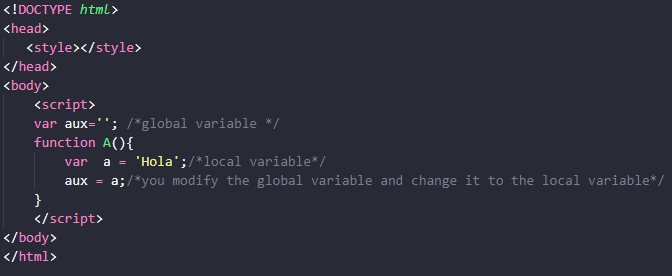 <!DOCTYPE html>
<head>
<style></style>
</head>
<body>
<script>
var aux=''; /*global variable */
function A(){
var  a = 'Hola';/*local variable*/
aux = a;/*you modify the global variable and change it to the local variable*/
}
</script>
</body>
</html>